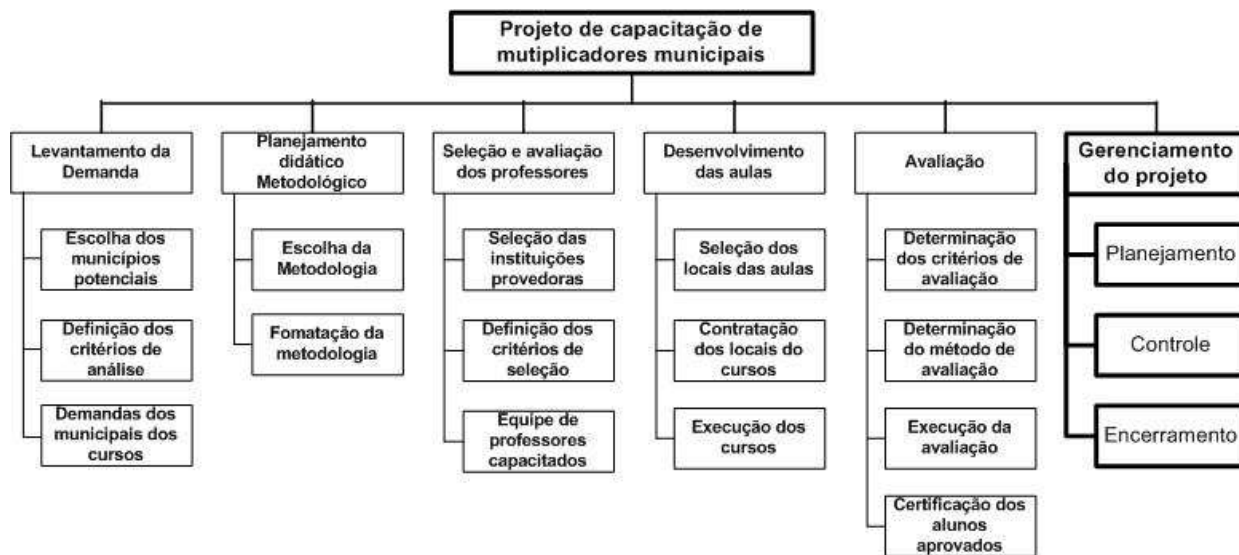 Projeto de capacitação de
mutiplicadores municipais
Levantamento da
Demanda
Escolha dos
municípios
potenciais
Definição dos
critérios de
análise
Demandas dos
municipais dos
cursos
Planejamento
didático
Metodológico
Escolha da
Metodologia
Fomatação da
metodologia
Seleção e avaliação
dos professores
Seleção das
instituições
provedoras
Definição dos
critérios de
seleção
Equipe de
professores
capacitados
Desenvolvimento
das aulas
Seleção dos
locais das aulas
Contratação
dos locais do
cursos
Execução dos
cursos
Avaliação
Determinação
dos critérios de
avaliação
Determinação
do método de
avaliação
Execução da
avaliação
Certificação dos
alunos
aprovados
Gerenciamento
do projeto
Planejamento
Controle
Encerramento